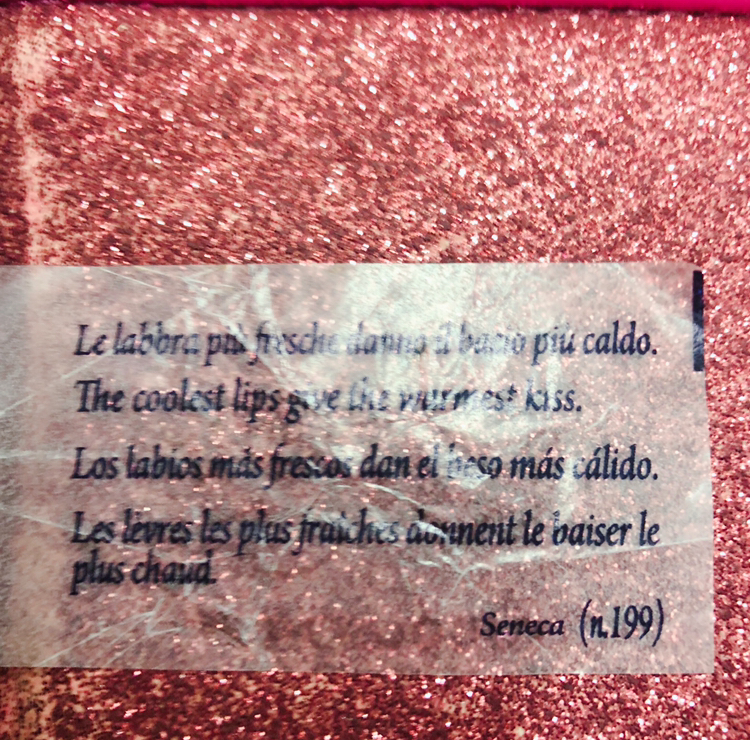 Le labbra più fresche danno il bacio più caldo.
The coolest lips give the warmest kiss.
Los labios más frescos dan el beso más cálido.
Les lèvres les plus fraîches donnent le baiser le
plus chaud.
Seneca (n.199)